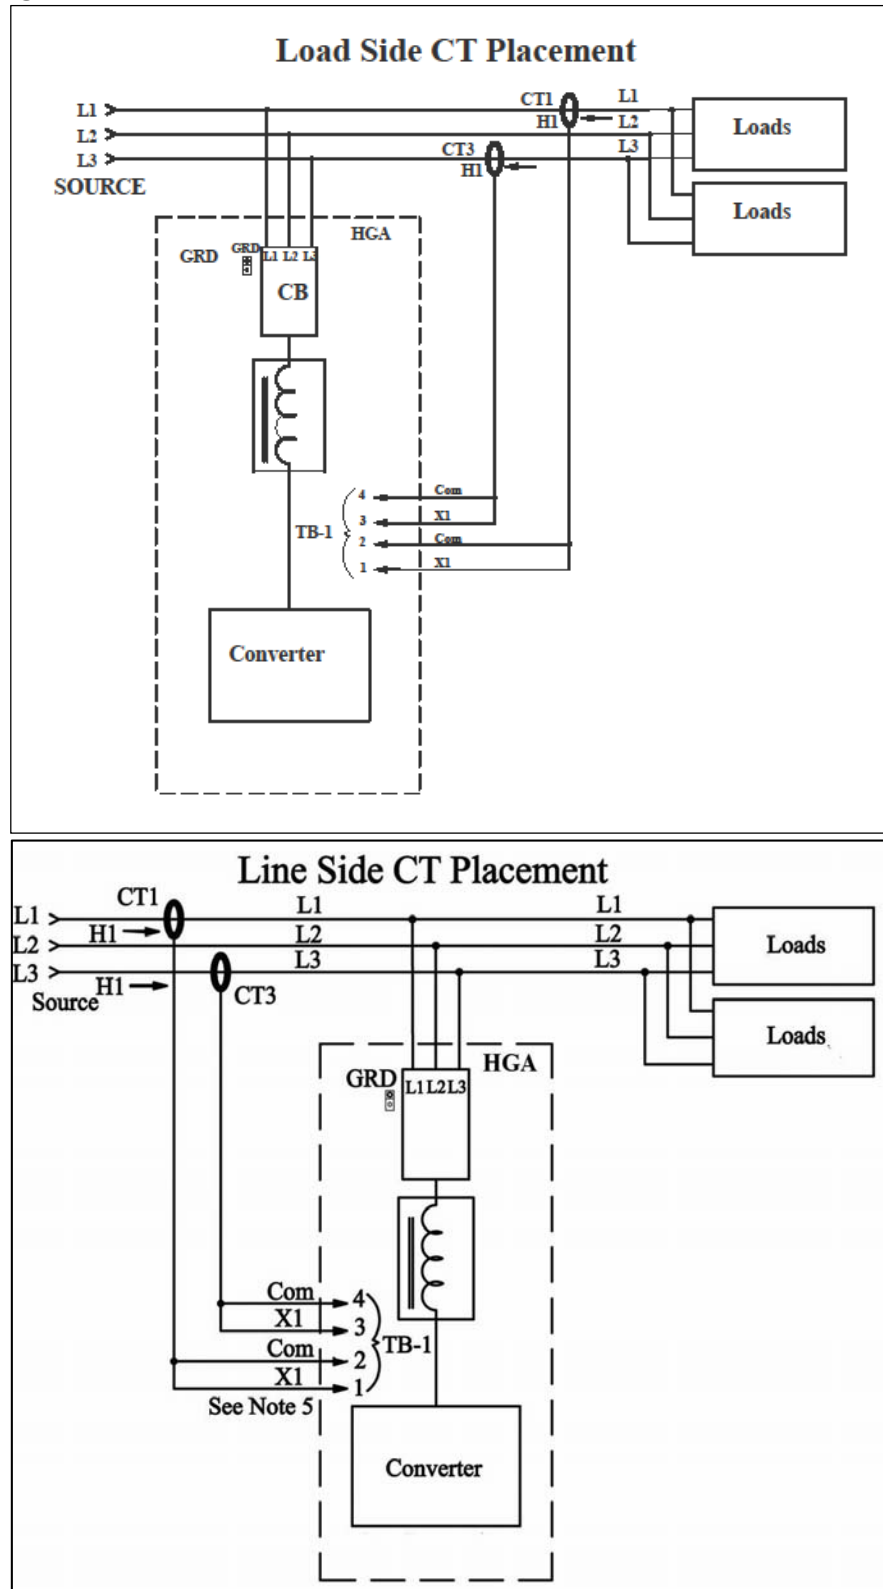 Load Side CT Placement
L1
CT1
L1
L2
H1
L2
L3
CT3
L3
H1
SOURCE
Loads
Loads
HGA
GRD
GRD
L1 L2 L3
CB
4
Com
3
X1
TB-1
2
Com
1
X1
Converter
Line Side CT Placement
CT1
L1
L1
L1
H1
L2
L2
L2
L3
L3
L3
H1
Source
CT3
Loads
Loads
HGA
GRD
L1 L2 L3
Com
4
X1
3
TB-1
Com
2
X1
1
See Note 5
Converter